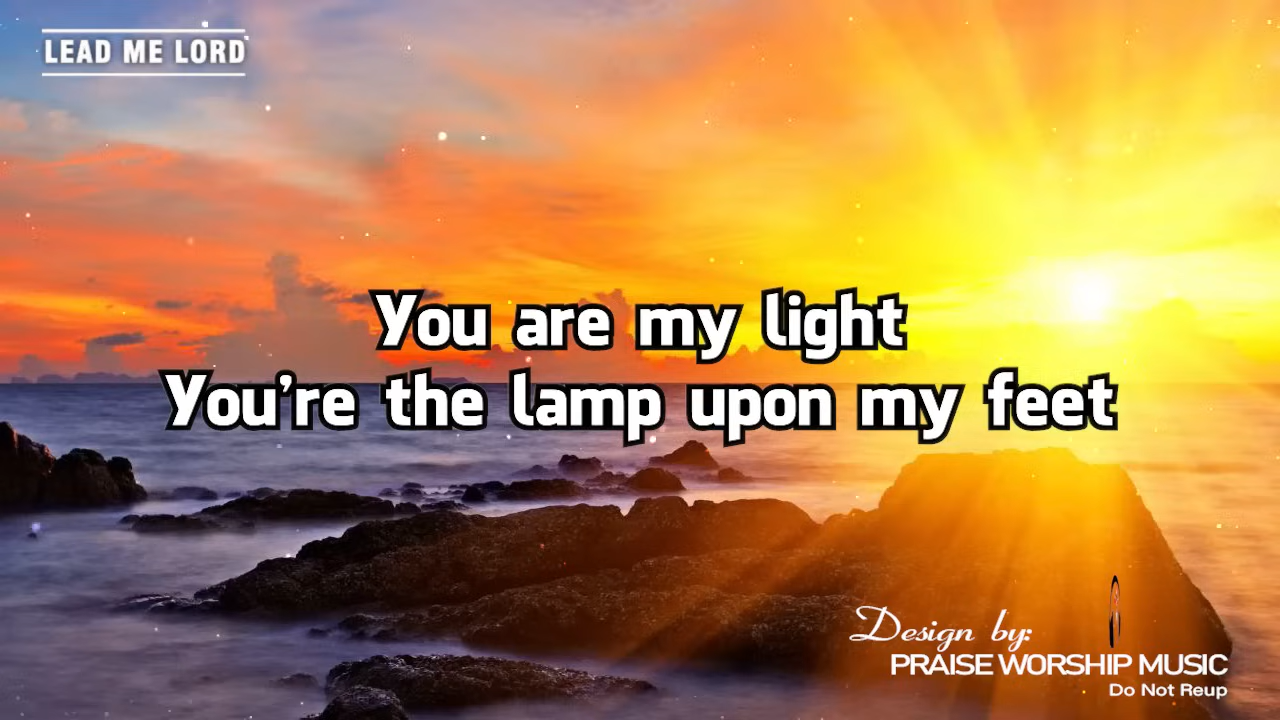 LEAD ME LORD
You are my light
You're the lamp upon my feet
Design by:
PRAISE WORSHIP MUSIC
Do Not Reup